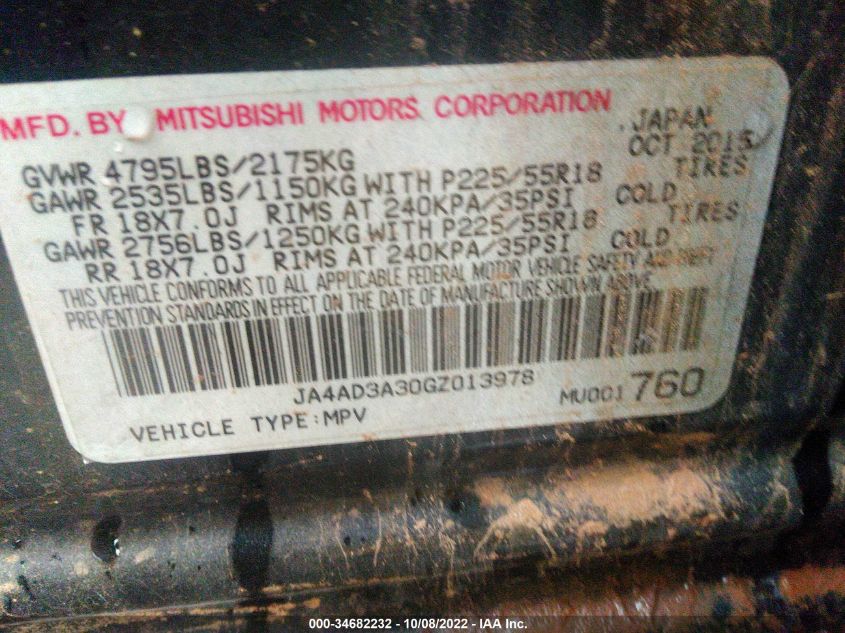 MFD. BY MITSUBISHI MOTORS CORPORATION
JAPAN
OCT 2015
GVWR 4795LBS/2175KG
GAWR 2535LBS/1150KG WITH P225/55R18 TIRES
FR 18X7.0J RIMS AT 240KPA/35PSI COLD
GAWR 2756LBS/1250KG WITH P225/55R18 TIRES
RR 18X7.0J RIMS AT 240KPA/35PSI COLD
THIS VEHICLE CONFORMS TO ALL APPLICABLE FEDERAL MOTOR VEHICLE SAFETY AND THEFT
PREVENTION STANDARDS IN EFFECT ON THE DATE OF MANUFACTURE SHOWN ABOVE.
JA4AD3A30GZ013978
MU001760
VEHICLE TYPE:MPV
000-34682232 - 10/08/2022 - IAA Inc.